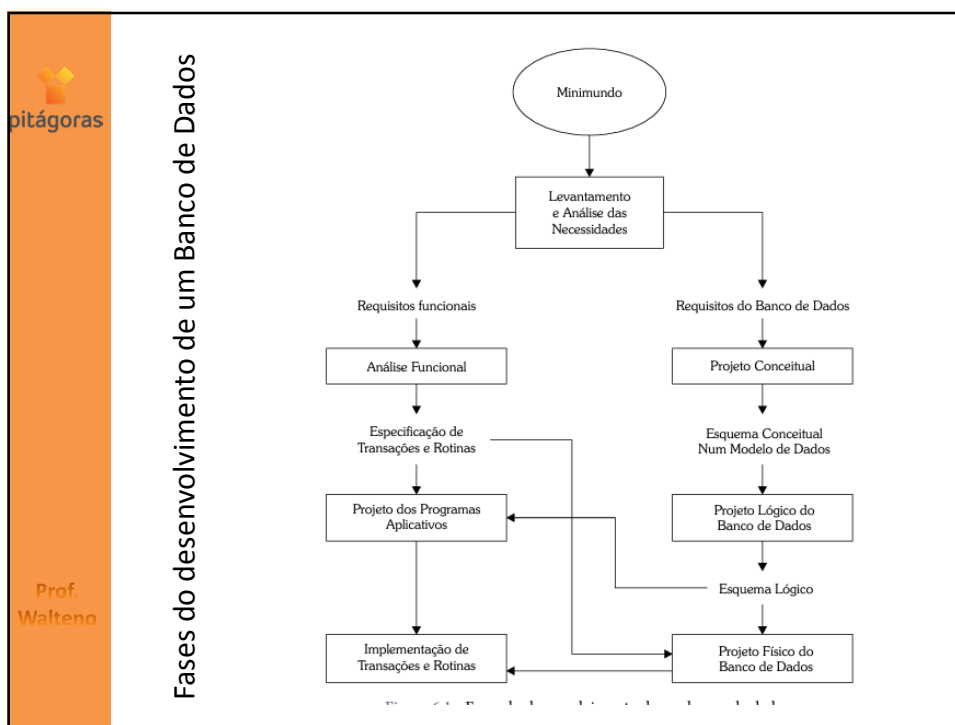 pitágoras
Fases do desenvolvimento de um Banco de Dados
Minimundo
Levantamento
e Análise das
Necessidades
Requisitos funcionais
Requisitos do Banco de Dados
Análise Funcional
Projeto Conceitual
Especificação de
Transações e Rotinas
Esquema Conceitual
Num Modelo de Dados
Projeto dos Programas
Aplicativos
Projeto Lógico do
Banco de Dados
Esquema Lógico
Implementação de
Transações e Rotinas
Projeto Físico do
Banco de Dados
Prof.
Walteno